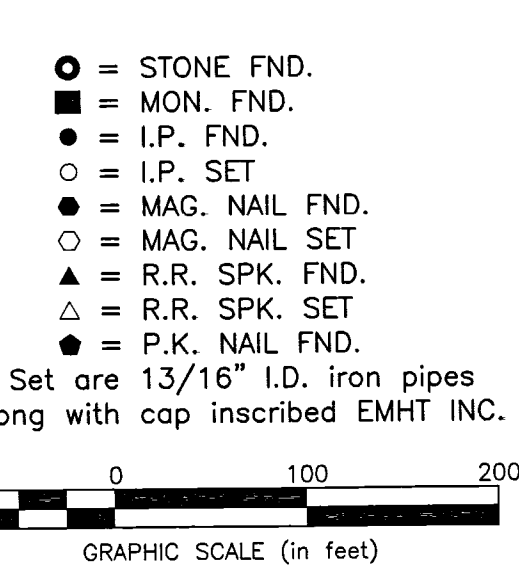 = STONE FND.
= MON. FND.
= I.P. FND.
= I.P. SET
= MAG. NAIL FND.
= MAG. NAIL SET
= R.R. SPK. FND.
= R.R. SPK. SET
= P.K. NAIL FND.
Set are 13/16" I.D. iron pipes
with cap inscribed EMHT INC.
0 100 200
GRAPHIC SCALE (in feet)